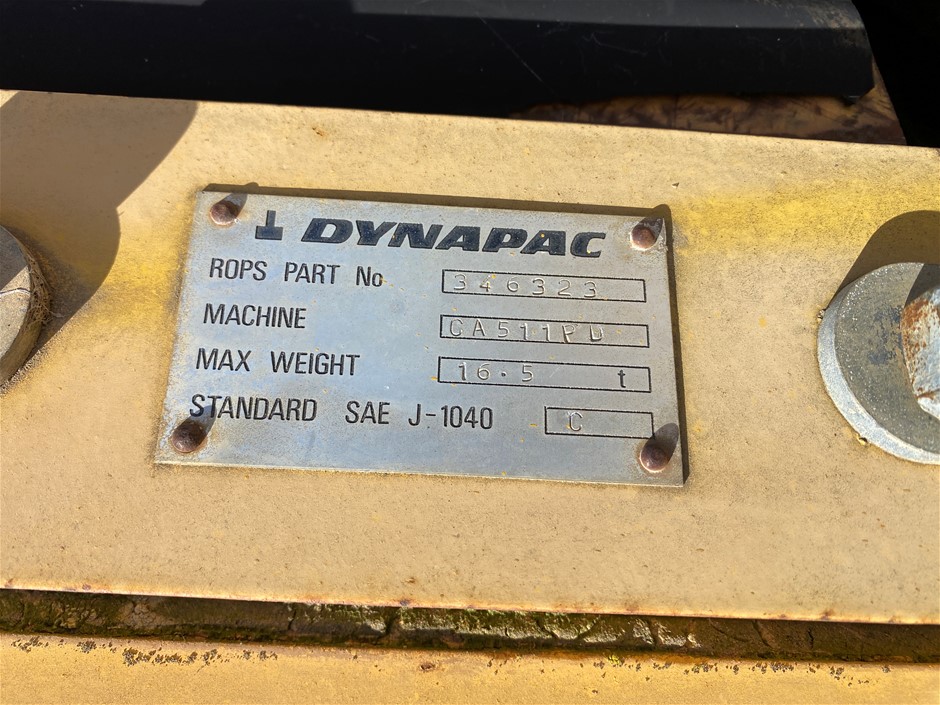 DYNAPAC
ROPS PART No 346323
MACHINE CA511PD
MAX WEIGHT 16.5 t
STANDARD SAE J-1040 C